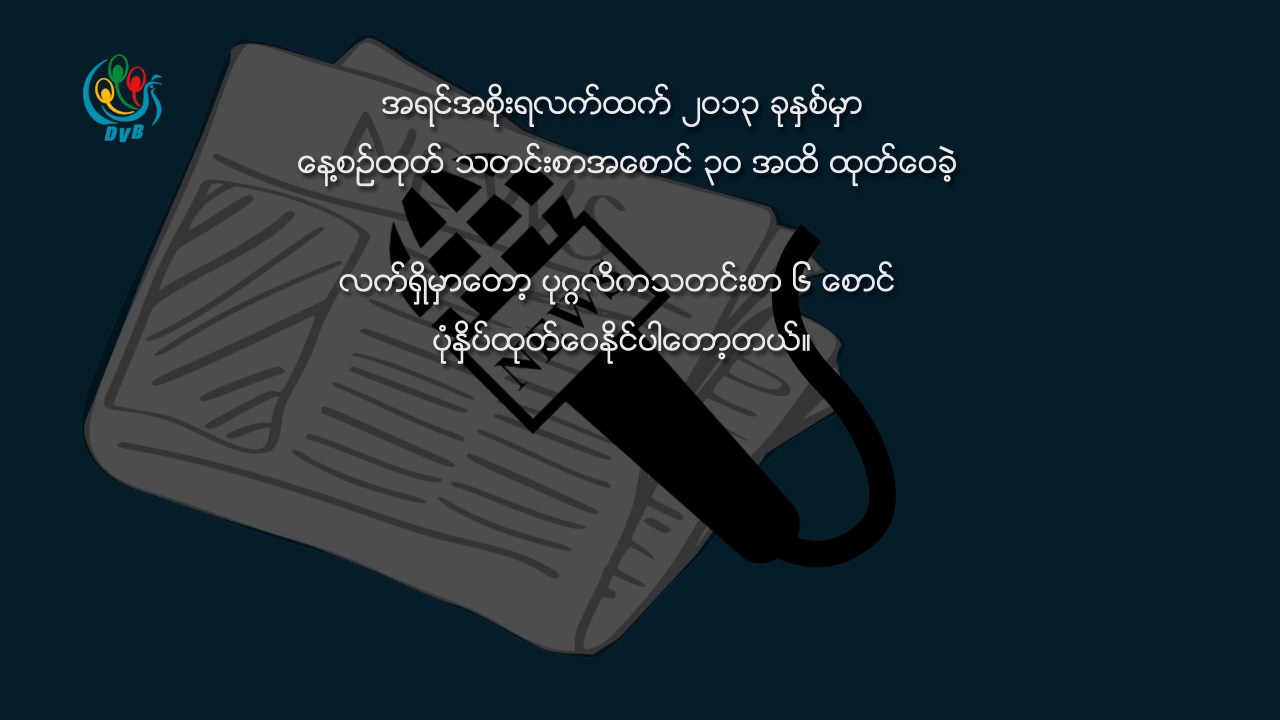 DVB
အရင်အစိုးရလက်ထက် ၂၀၁၃ ခုနှစ်မှာ
နေ့စဉ်ထုတ် သတင်းစာအစောင် ၃၀ အထိ ထုတ်ဝေခဲ့
လက်ရှိမှာတော့ ပုဂ္ဂလိကသတင်းစာ ၆ စောင်
ပုံနှိပ်ထုတ်ဝေနိုင်ပါတော့တယ်။
NEWS